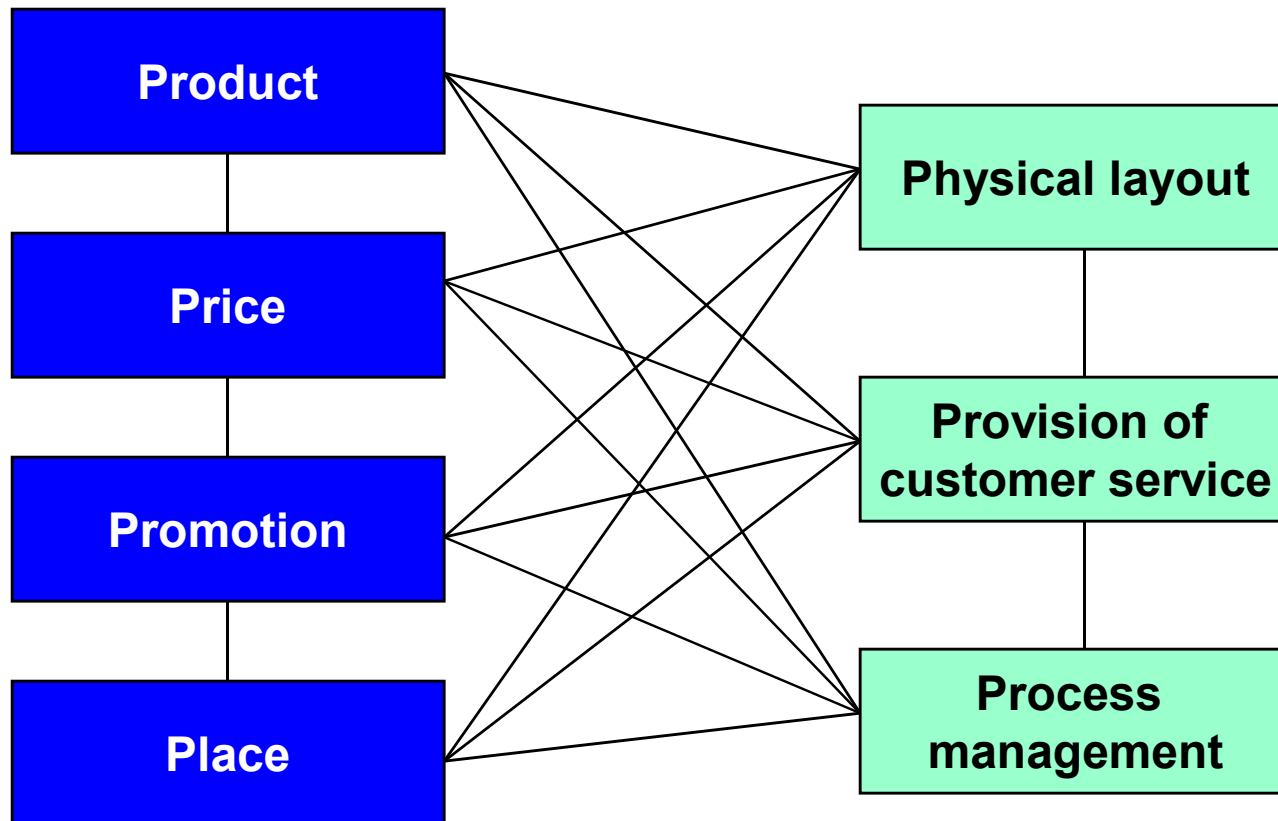 Product
Price
Promotion
Place
Physical layout
Provision of
customer service
Process
management